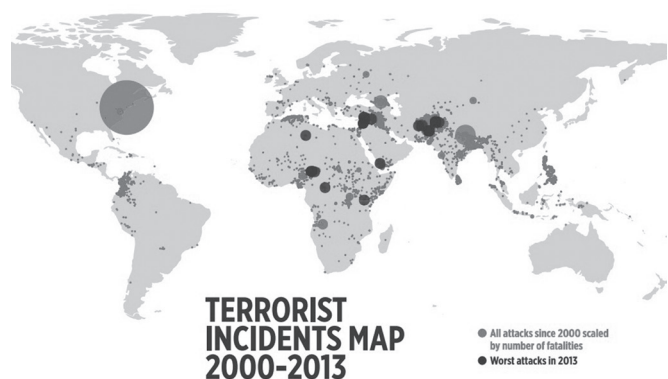 TERRORIST
INCIDENTS MAP
2000-2013
All attacks since 2000 scaled
by number of fatalities
Worst attacks in 2013